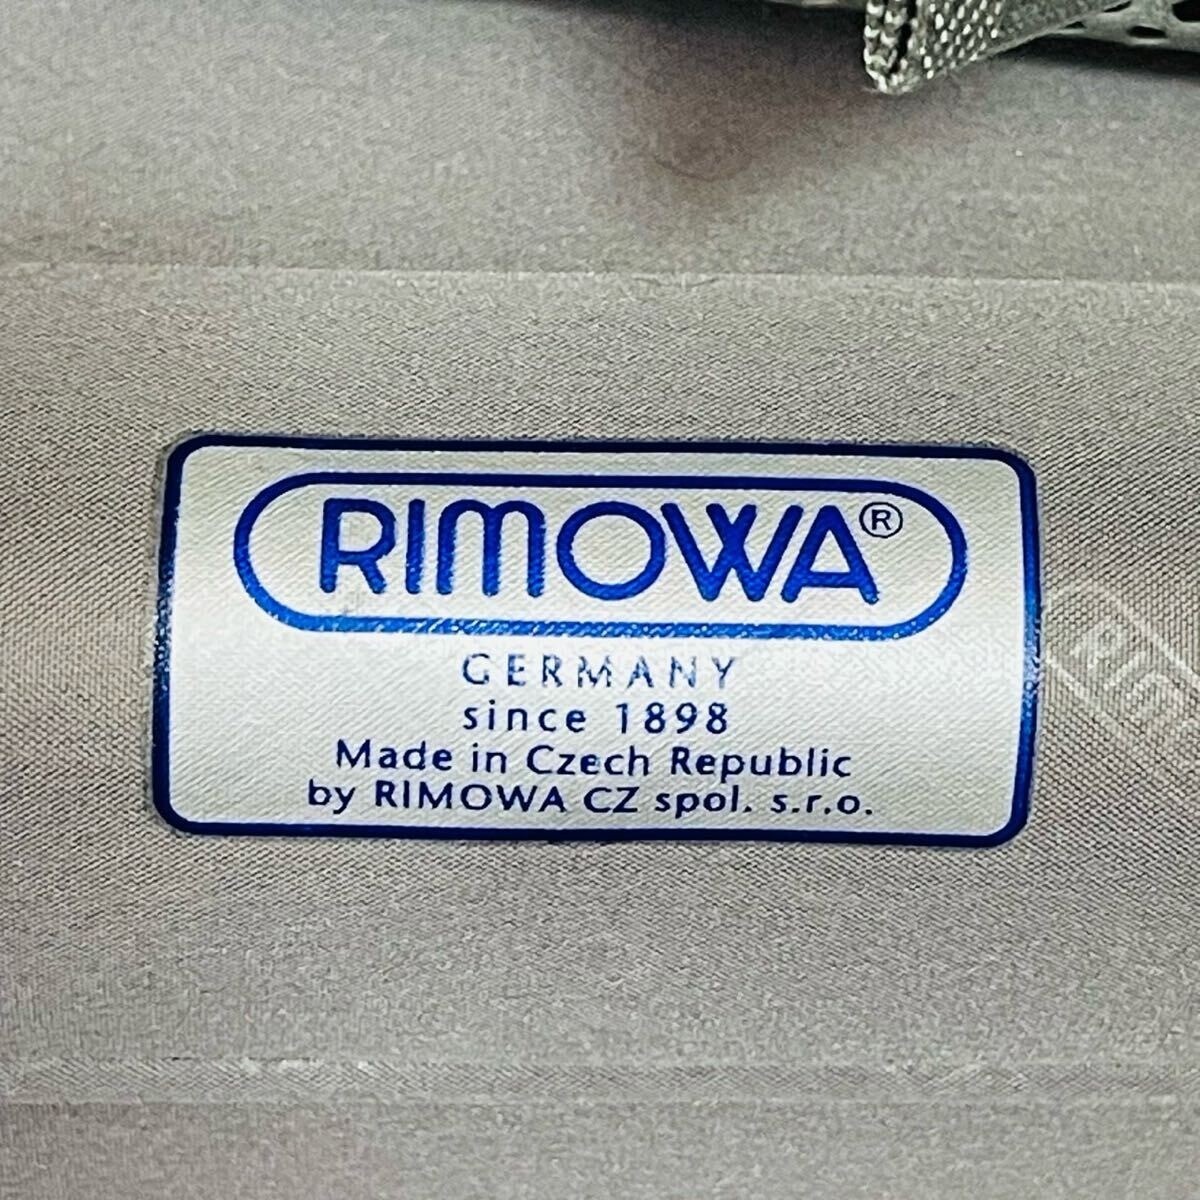 RIMOWA®
GERMANY
since 1898
Made in Czech Republic
by RIMOWA CZ spol. s.r.o.